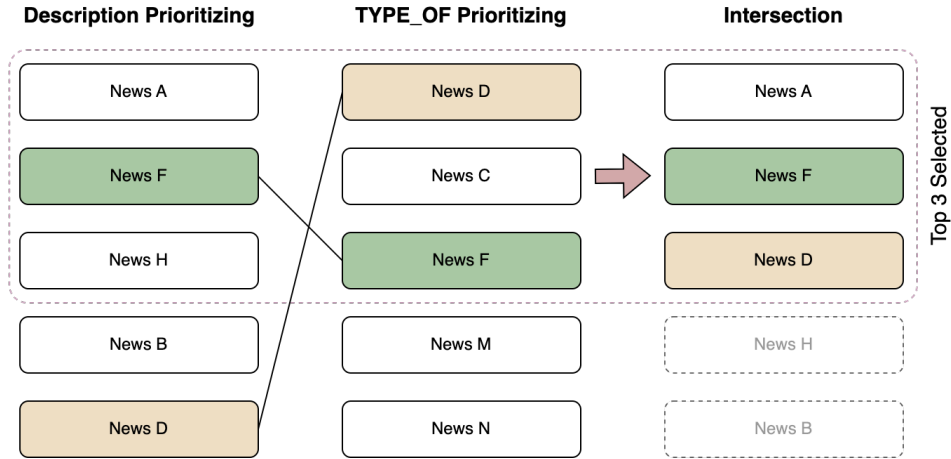 Description Prioritizing
TYPE_OF Prioritizing
Intersection
News A
News D
News A
News F
News C
News F
News H
News F
News D
News B
News M
News H
News D
News N
News B
Top 3 Selected